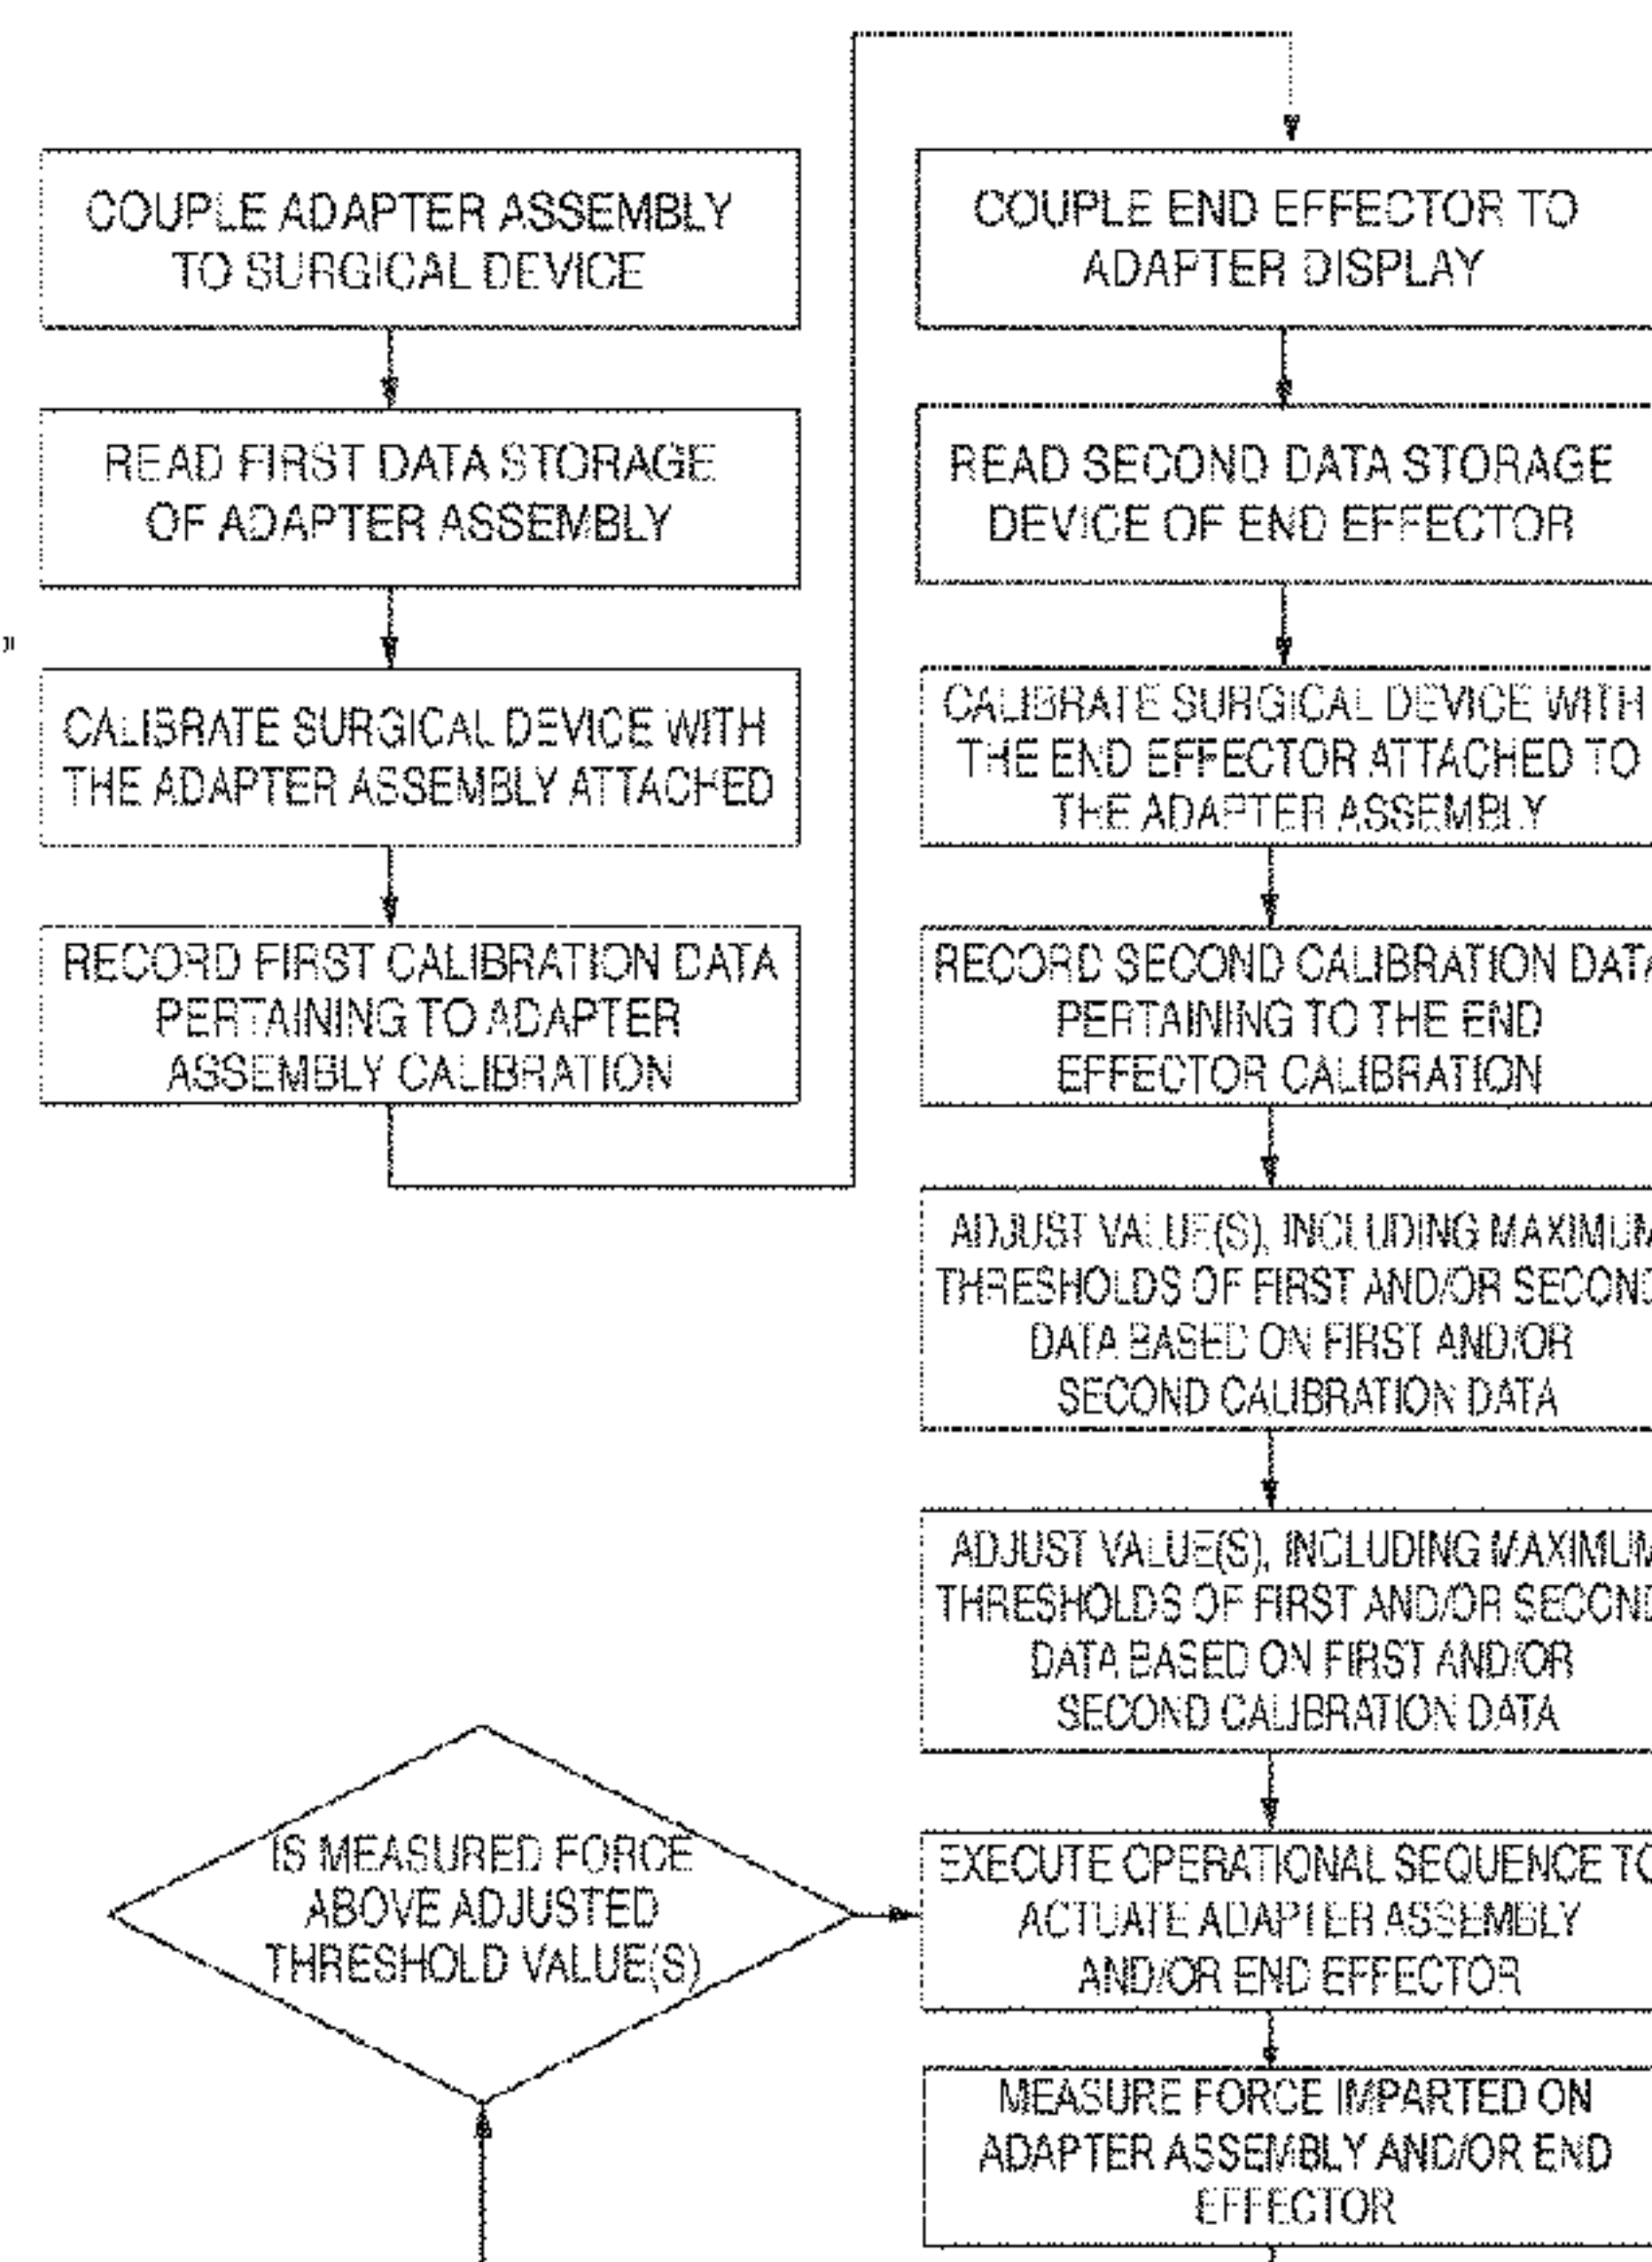 COUPLE ADAPTER ASSEMBLY
TO SURGICAL DEVICE
READ FIRST DATA STORAGE
OF ADAPTER ASSEMBLY
CALIBRATE SURGICAL DEVICE WITH
THE ADAPTER ASSEMBLY ATTACHED
RECORD FIRST CALIBRATION DATA
PERTAINING TO ADAPTER
ASSEMBLY CALIBRATION
COUPLE END EFFECTOR TO
ADAPTER DISPLAY
READ SECOND DATA STORAGE
DEVICE OF END EFFECTOR
CALIBRATE SURGICAL DEVICE WITH
THE END EFFECTOR ATTACHED TO
THE ADAPTER ASSEMBLY
RECORD SECOND CALIBRATION DATA
PERTAINING TO THE END
EFFECTOR CALIBRATION
ADJUST VALUE(S), INCLUDING MAXIMUM
THRESHOLDS OF FIRST AND/OR SECOND
DATA BASED ON FIRST AND/OR
SECOND CALIBRATION DATA
ADJUST VALUE(S), INCLUDING MAXIMUM
THRESHOLDS OF FIRST AND/OR SECOND
DATA BASED ON FIRST AND/OR
SECOND CALIBRATION DATA
EXECUTE OPERATIONAL SEQUENCE TO
ACTUATE ADAPTER ASSEMBLY
AND/OR END EFFECTOR
MEASURE FORCE IMPARTED ON
ADAPTER ASSEMBLY AND/OR END
EFFECTOR
IS MEASURED FORCE
ABOVE ADJUSTED
THRESHOLD VALUE(S)